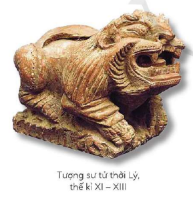 Tượng sư tử thời Lý,
thế kỉ XI – XIII